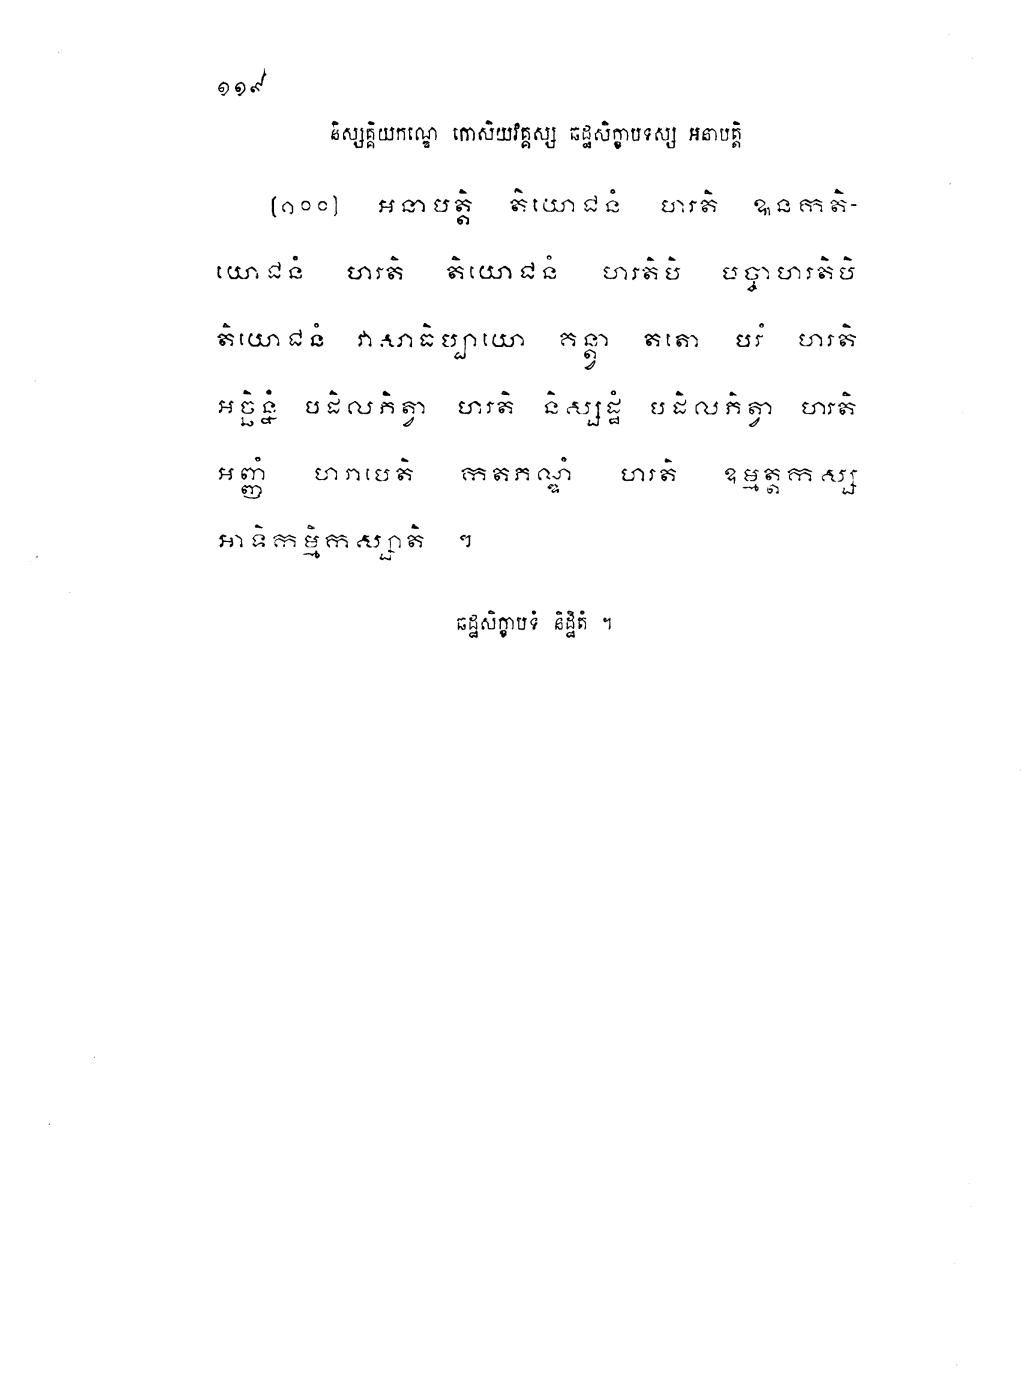 ១១៩
និស្សគ្គិយកណ្ឌេ កោសិយវគ្គស្ស ឆដ្ឋសិក្ខាបទស្ស អនាបត្តិ
(១០០) អនាបត្តិ តិយោជនំ ហរតិ ឩនកតិ-
យោជនំ ហរតិ តិយោជនំ ហរតិបិ បច្ចាហរតិបិ
តិយោជនំ វាសាធិប្បាយោ គន្ត្វា តតោ បរំ ហរតិ
អច្ឆិន្នំ បដិលភិត្វា ហរតិ និស្សដ្ឋំ បដិលភិត្វា ហរតិ
អញ្ញំ ហរាបេតិ កតភណ្ឌំ ហរតិ ឧម្មត្តកស្ស
អាទិកម្មិកស្សាតិ ។
ឆដ្ឋសិក្ខាបទំ និដ្ឋិតំ ។